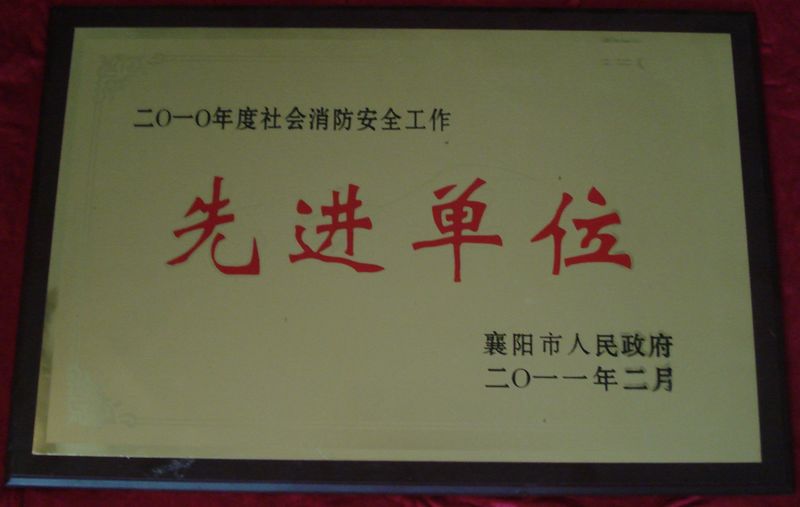 二〇一〇年度社会消防安全工作
先进单位
襄阳市人民政府
二〇一一年二月